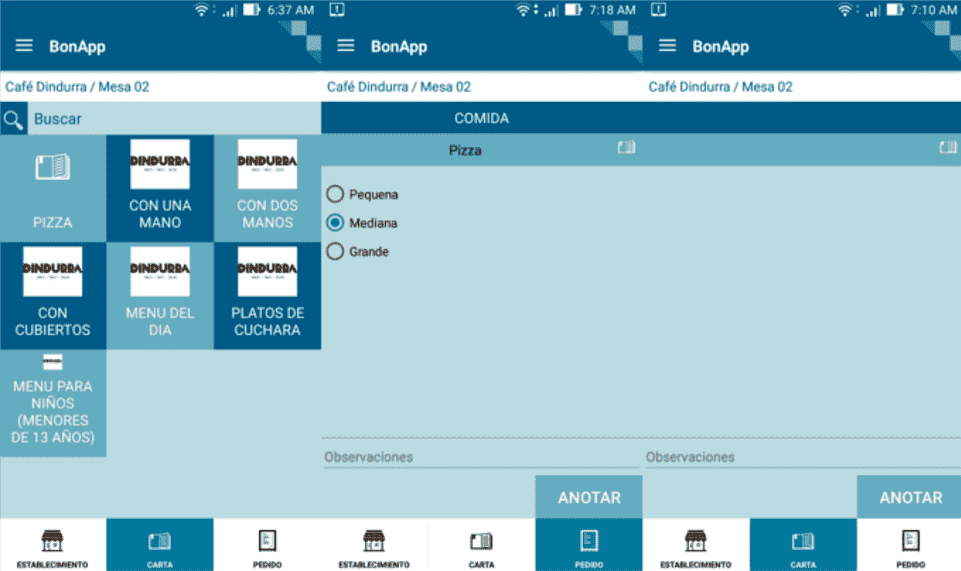 6:37 AM
BonApp
Café Dindurra / Mesa 02
Buscar
PIZZA
DINDURRA
CON UNA
MANO
DINDURRA
CON DOS
MANOS
DINDURRA
CON
CUBIERTOS
DINDURRA
MENU DEL
DIA
DINDURRA
PLATOS DE
CUCHARA
DINDURRA
MENU PARA
NIÑOS
(MENORES
DE 13 AÑOS)
ESTABLECIMIENTO
CARTA
PEDIDO
7:18 AM
BonApp
Café Dindurra / Mesa 02
COMIDA
Pizza
Pequena
Mediana
Grande
Observaciones
ANOTAR
ESTABLECIMIENTO
CARTA
PEDIDO
7:10 AM
BonApp
Café Dindurra / Mesa 02
Observaciones
ANOTAR
ESTABLECIMIENTO
CARTA
PEDIDO